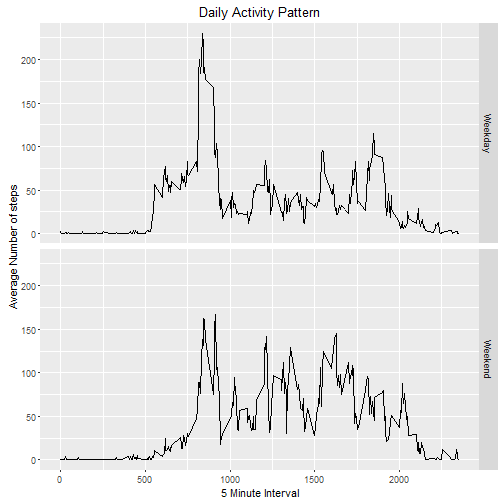 Daily Activity Pattern
Average Number of steps
200
150
100
50
0
Weekday
200
150
100
50
0
Weekend
0 500 1000 1500 2000
5 Minute Interval